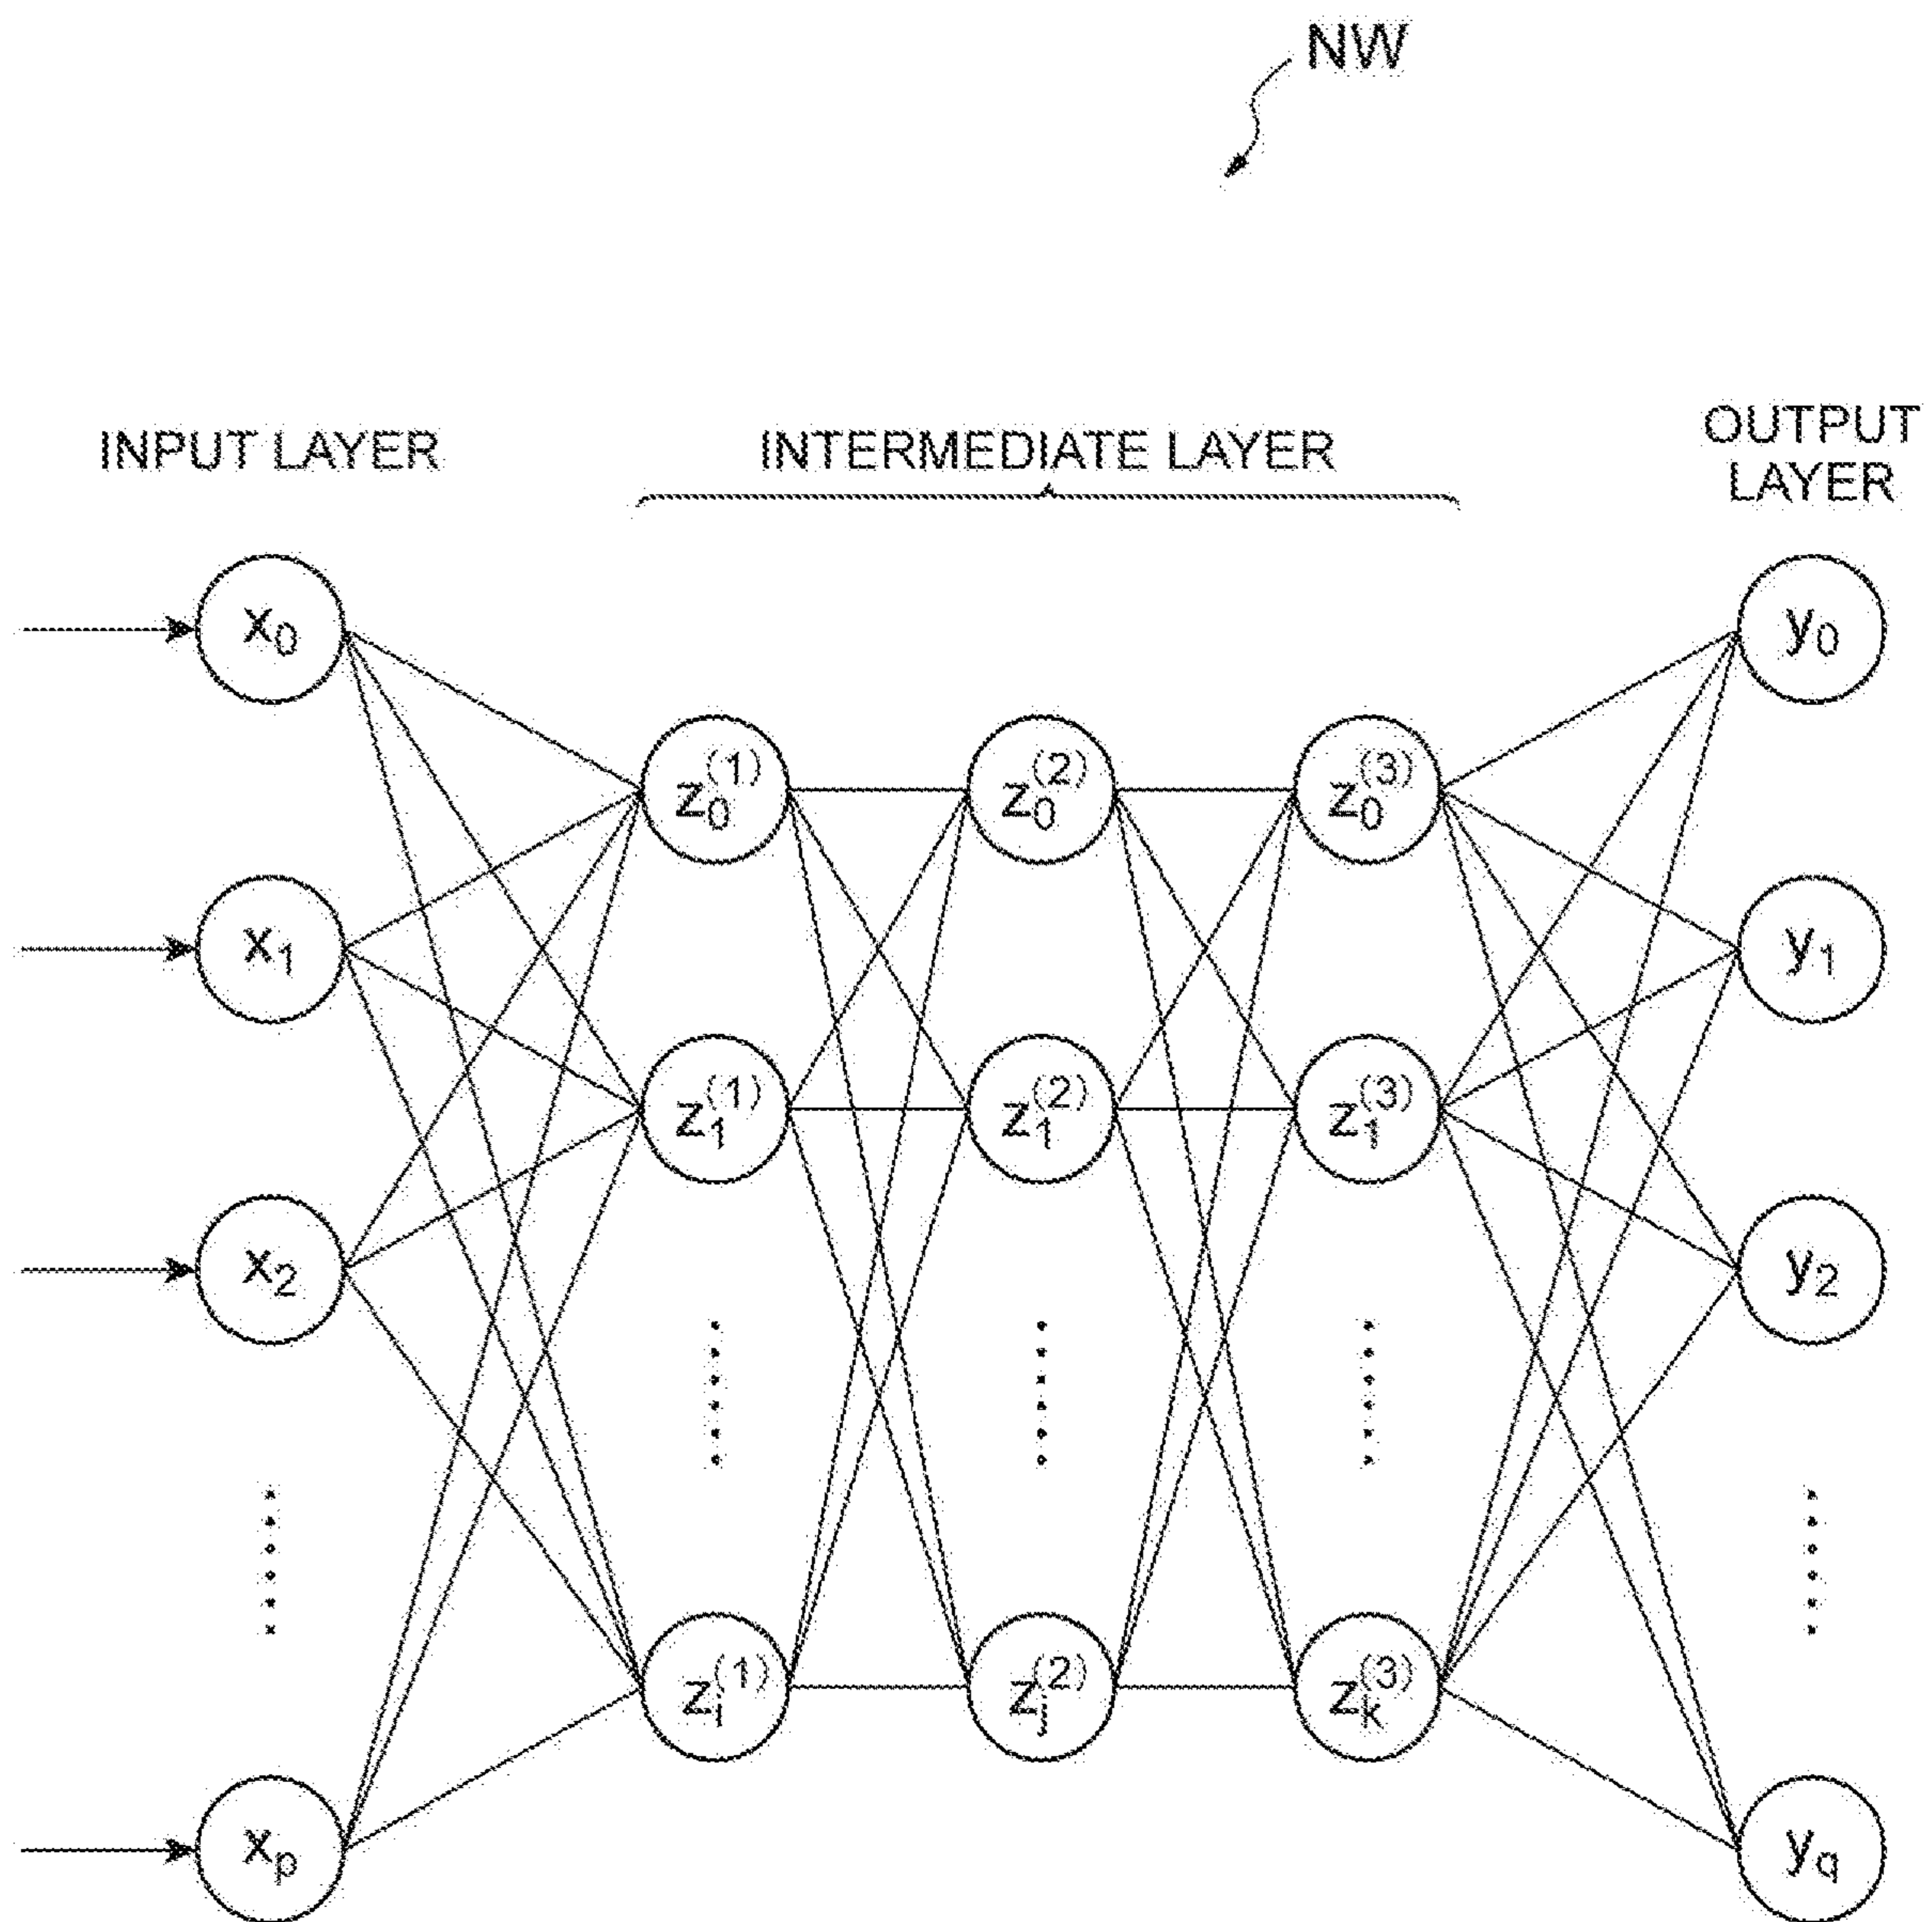 NW
INPUT LAYER
INTERMEDIATE LAYER
OUTPUT
LAYER
x₀
y₀
z₀⁽¹⁾
z₀⁽²⁾
z₀⁽³⁾
x₁
y₁
z₁⁽¹⁾
z₁⁽²⁾
z₁⁽³⁾
x₂
y₂
zᵢ⁽¹⁾
zⱼ⁽²⁾
zₖ⁽³⁾
xₚ
y_q